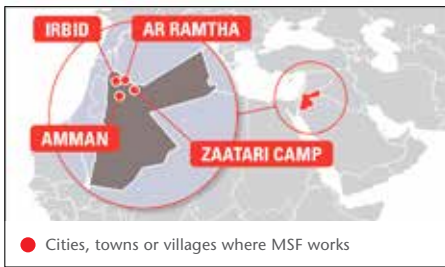 IRBID
AR RAMTHA
AMMAN
ZAATARI CAMP
Cities, towns or villages where MSF works